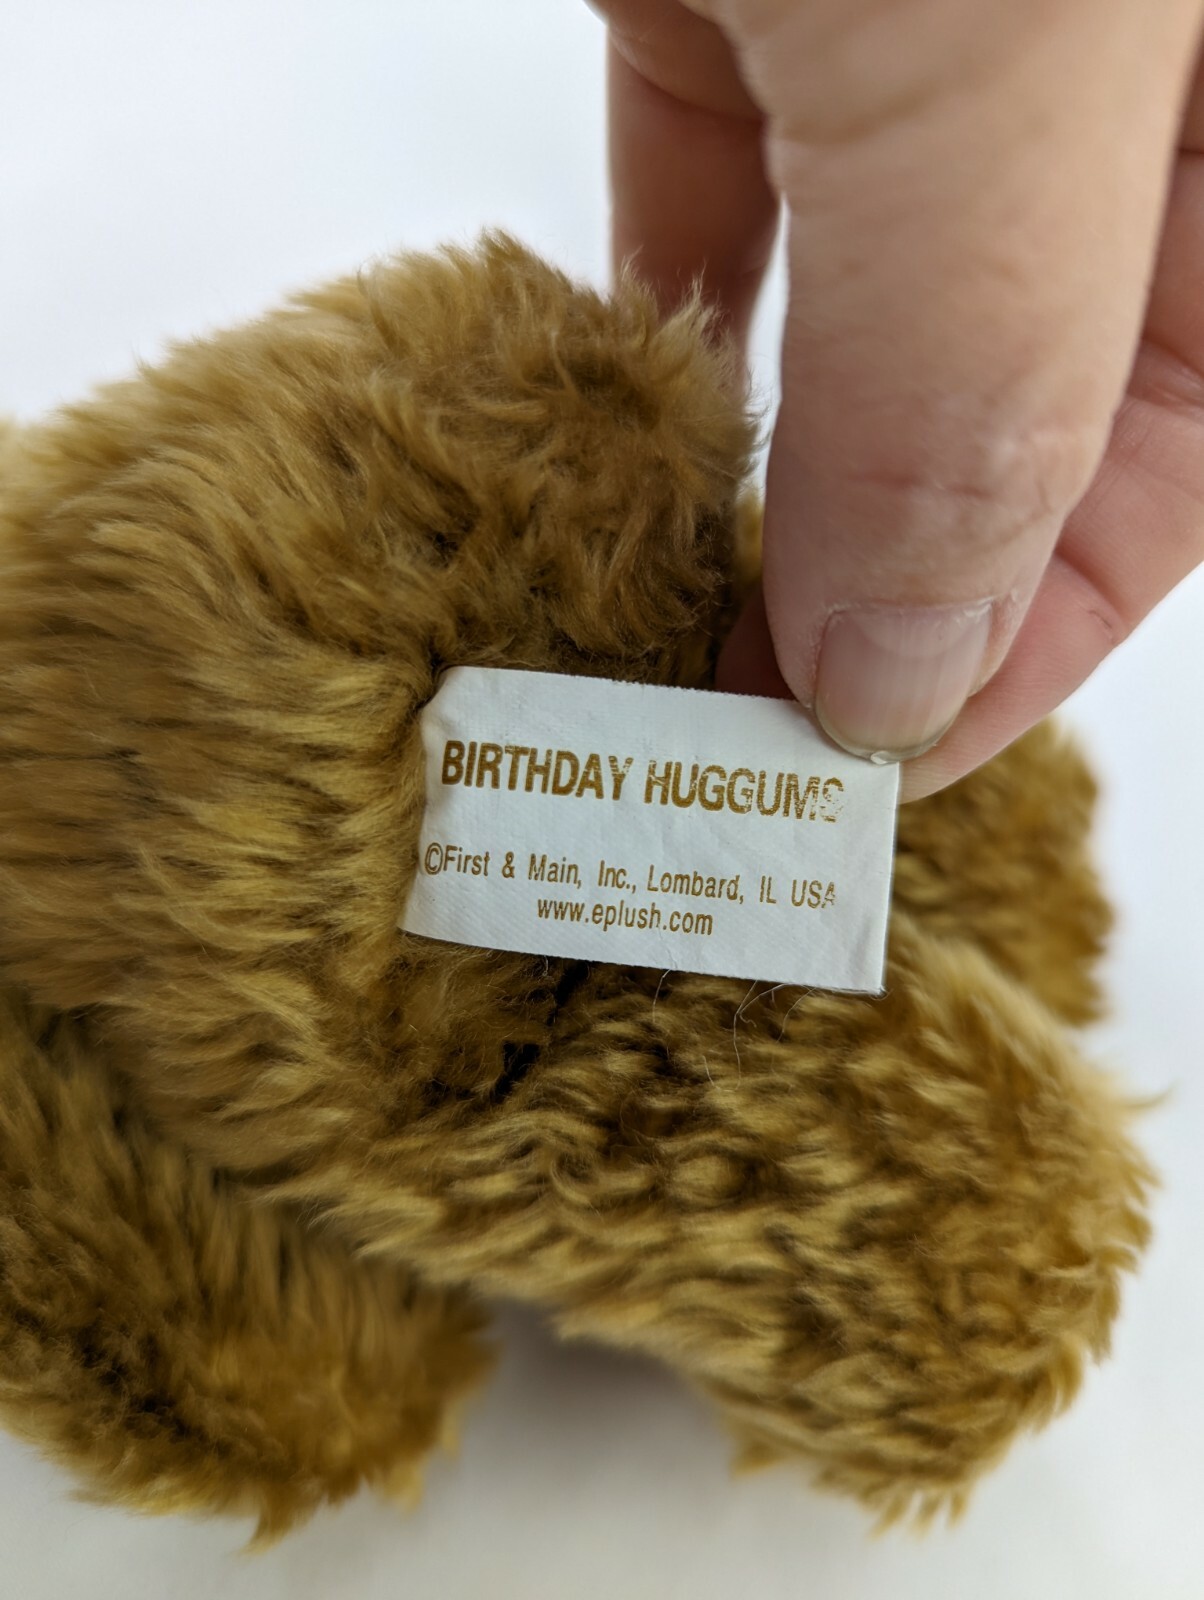 BIRTHDAY HUGGUMS
©First & Main, Inc., Lombard, IL USA
www.eplush.com